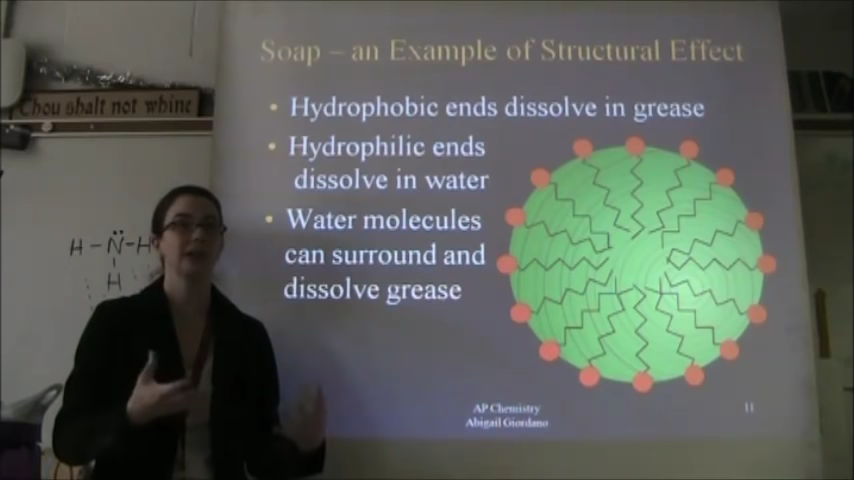 Soap – an Example of Structural Effect
Chou shalt not whine
• Hydrophobic ends dissolve in grease
• Hydrophilic ends
dissolve in water
• Water molecules
can surround and
dissolve grease
H – N – H
H
AP Chemistry
Abigail Giordano
11